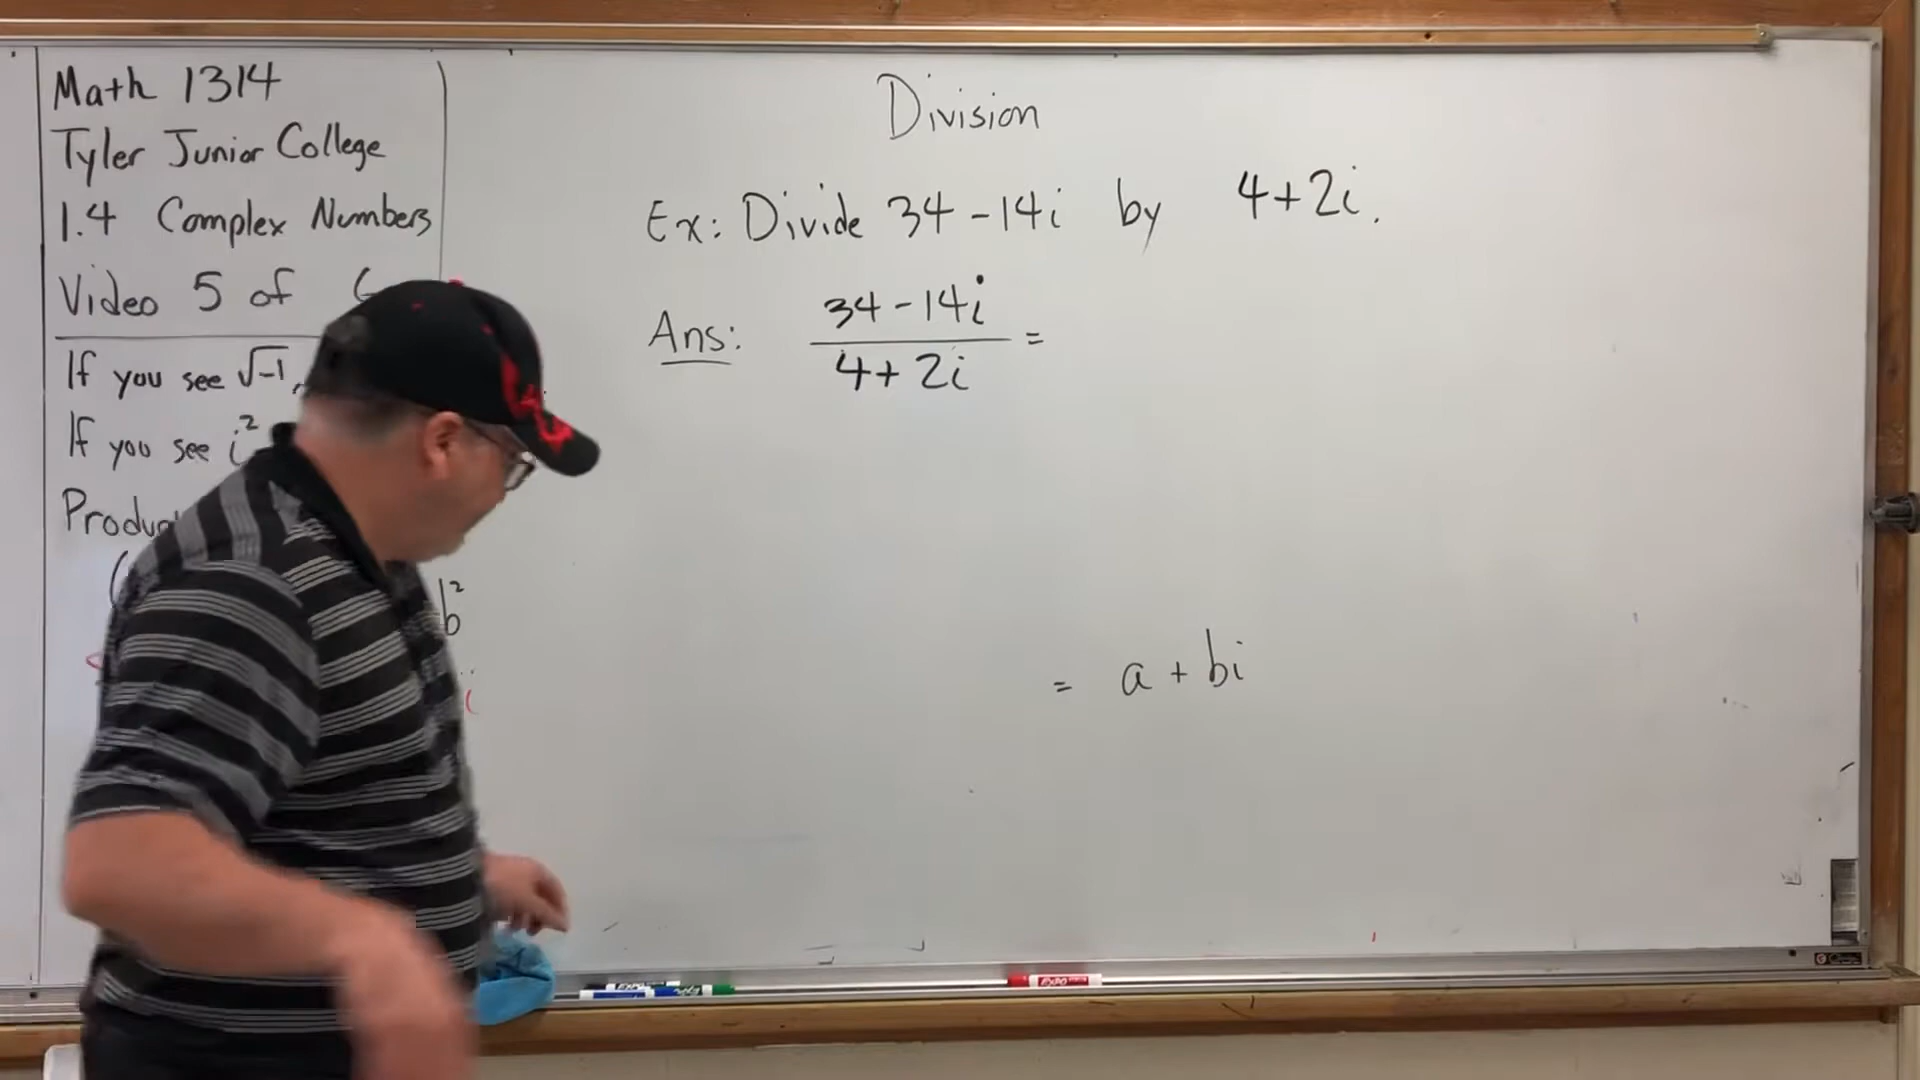 Math 1314
Tyler Junior College
1.4 Complex Numbers
Video 5 of
If you see √-1,
If you see i²
b²
i
Division
Ex: Divide 34 - 14i by 4 + 2i.
Ans: 34 - 14i
4 + 2i
=
= a + bi
EXPO